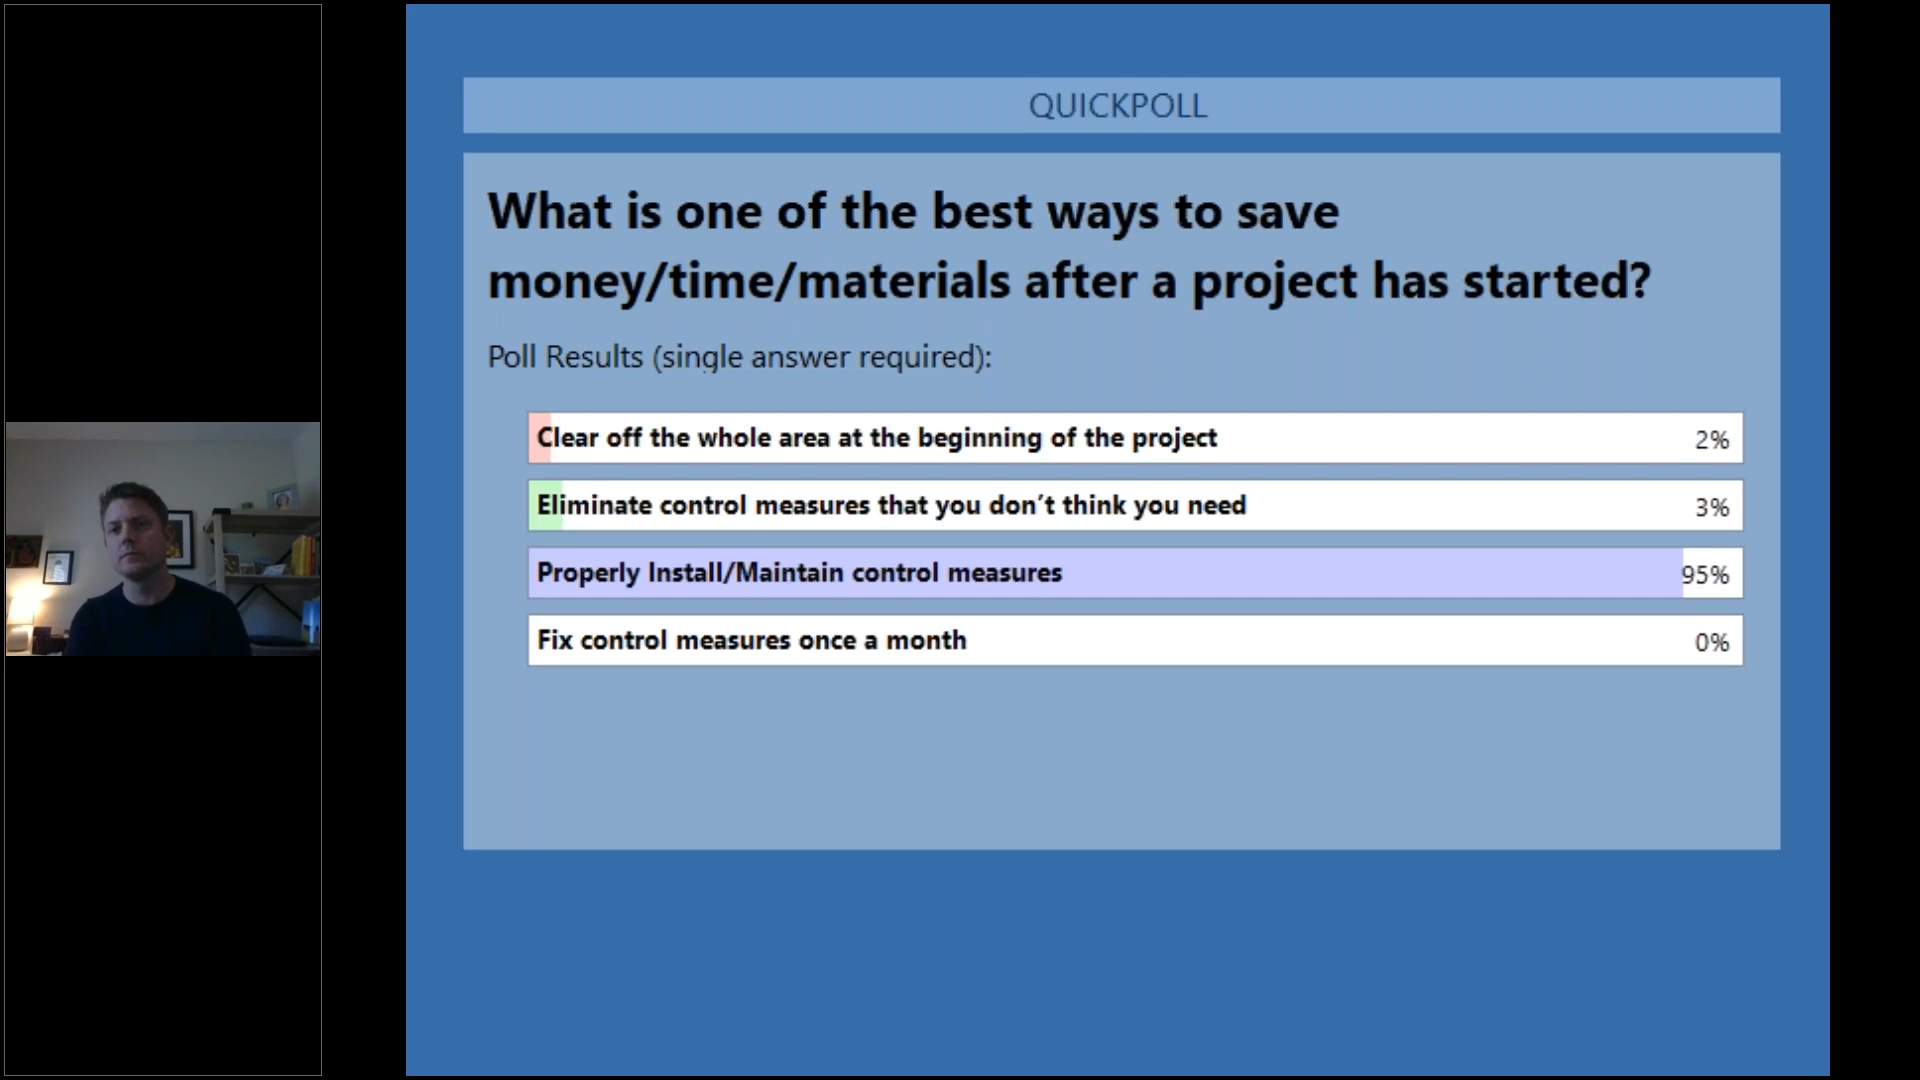 QUICKPOLL
What is one of the best ways to save
money/time/materials after a project has started?
Poll Results (single answer required):
Clear off the whole area at the beginning of the project 2%
Eliminate control measures that you don’t think you need 3%
Properly Install/Maintain control measures 95%
Fix control measures once a month 0%